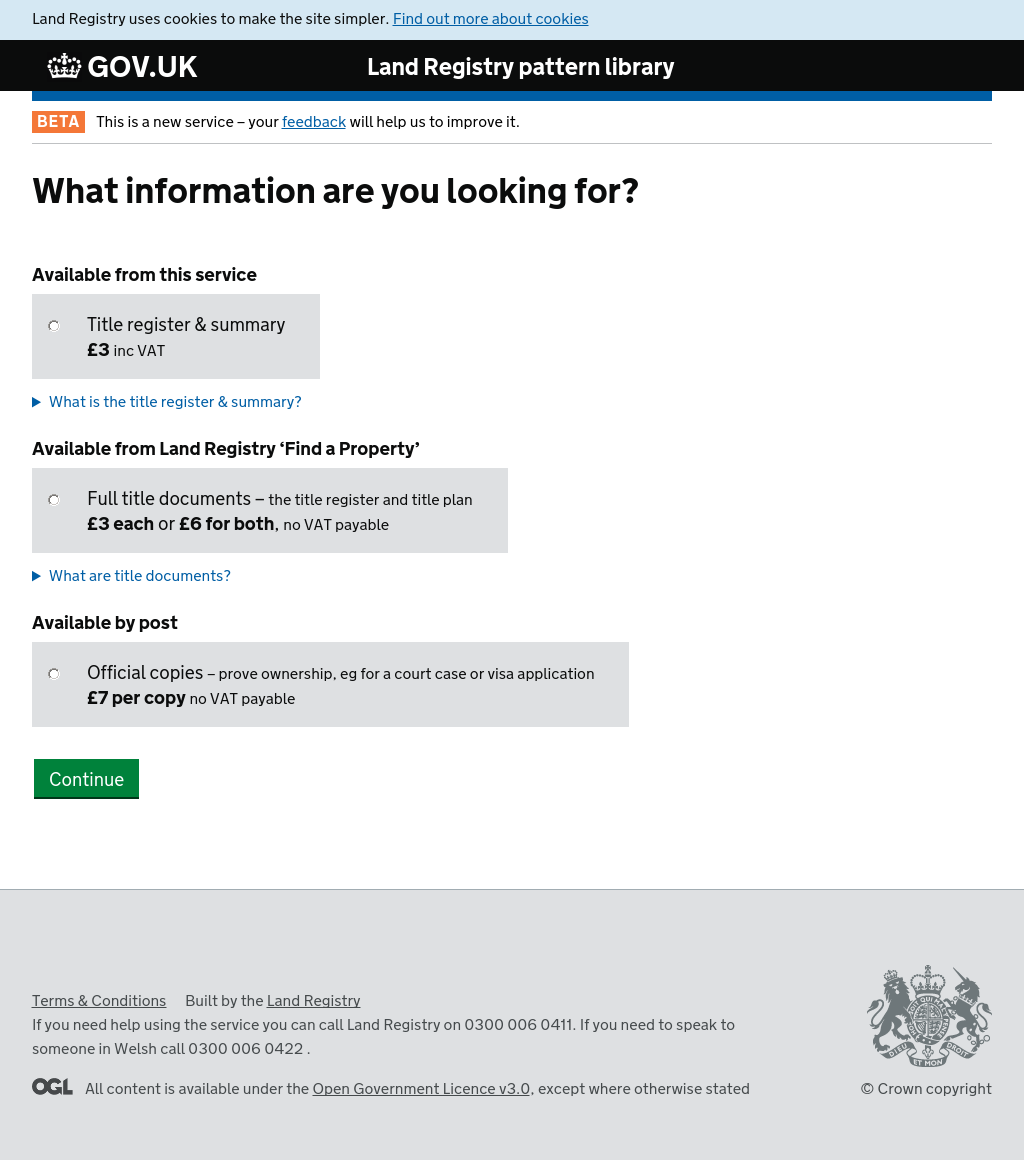 Land Registry uses cookies to make the site simpler. Find out more about cookies
GOV.UK
Land Registry pattern library
BETA
This is a new service – your feedback will help us to improve it.
What information are you looking for?
Available from this service
Title register & summary
£3 inc VAT
What is the title register & summary?
Available from Land Registry ‘Find a Property’
Full title documents – the title register and title plan
£3 each or £6 for both, no VAT payable
What are title documents?
Available by post
Official copies – prove ownership, eg for a court case or visa application
£7 per copy no VAT payable
Continue
Terms & Conditions Built by the Land Registry
If you need help using the service you can call Land Registry on 0300 006 0411. If you need to speak to
someone in Welsh call 0300 006 0422 .
DIEU ET MON DROIT
OGL
All content is available under the Open Government Licence v3.0, except where otherwise stated
© Crown copyright